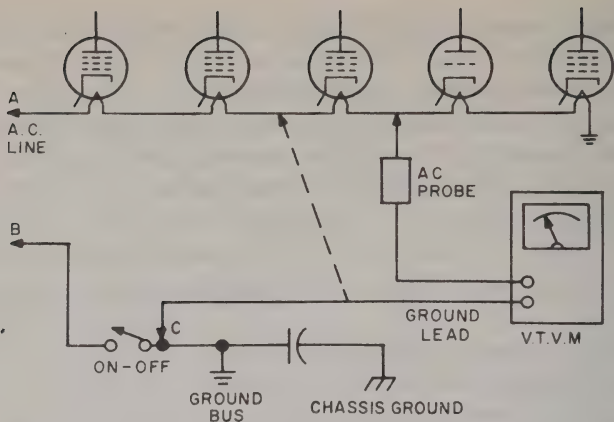 A
A.C.
LINE
AC
PROBE
B
C
GROUND
LEAD
V.T.V.M
ON-OFF
GROUND
BUS
CHASSIS GROUND